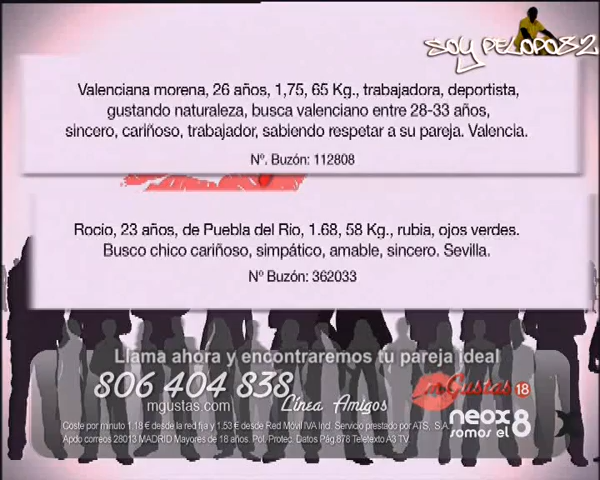 SOY PELOPO82
Valenciana morena, 26 años, 1,75, 65 Kg., trabajadora, deportista,
gustando naturaleza, busca valenciano entre 28-33 años,
sincero, cariñoso, trabajador, sabiendo respetar a su pareja. Valencia.
Nº. Buzón: 112808
Rocio, 23 años, de Puebla del Río, 1.68, 58 Kg., rubia, ojos verdes.
Busco chico cariñoso, simpático, amable, sincero. Sevilla.
Nº Buzón: 362033
Llama ahora y encontraremos tu pareja ideal
806 404 838
mgustas.com Línea Amigos
mGustas 18
neox 8
somos el
Coste por minuto 1.18 € desde la red fija y 1.53 € desde Red Móvil IVA Incl. Servicio prestado por ATS, S.A.
Apdo correos 28013 MADRID Mayores de 18 años. Pol. Protec. Datos Pág.878 Teletexto A3 TV.